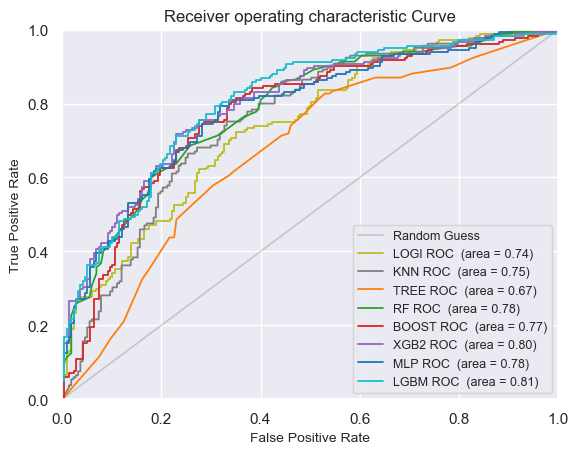 Receiver operating characteristic Curve
True Positive Rate
1.0
0.8
0.6
0.4
0.2
0.0
Random Guess
LOGI ROC (area = 0.74)
KNN ROC (area = 0.75)
TREE ROC (area = 0.67)
RF ROC (area = 0.78)
BOOST ROC (area = 0.77)
XGB2 ROC (area = 0.80)
MLP ROC (area = 0.78)
LGBM ROC (area = 0.81)
0.0 0.2 0.4 0.6 0.8 1.0
False Positive Rate